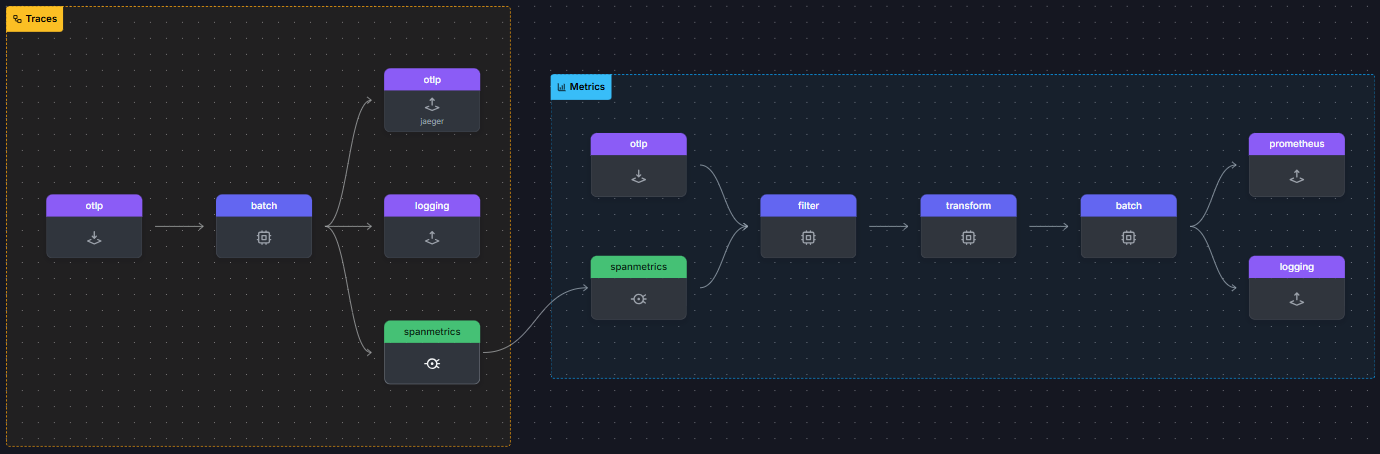 Traces
otlp
batch
otlp
jaeger
logging
spanmetrics
Metrics
otlp
spanmetrics
filter
transform
batch
prometheus
logging